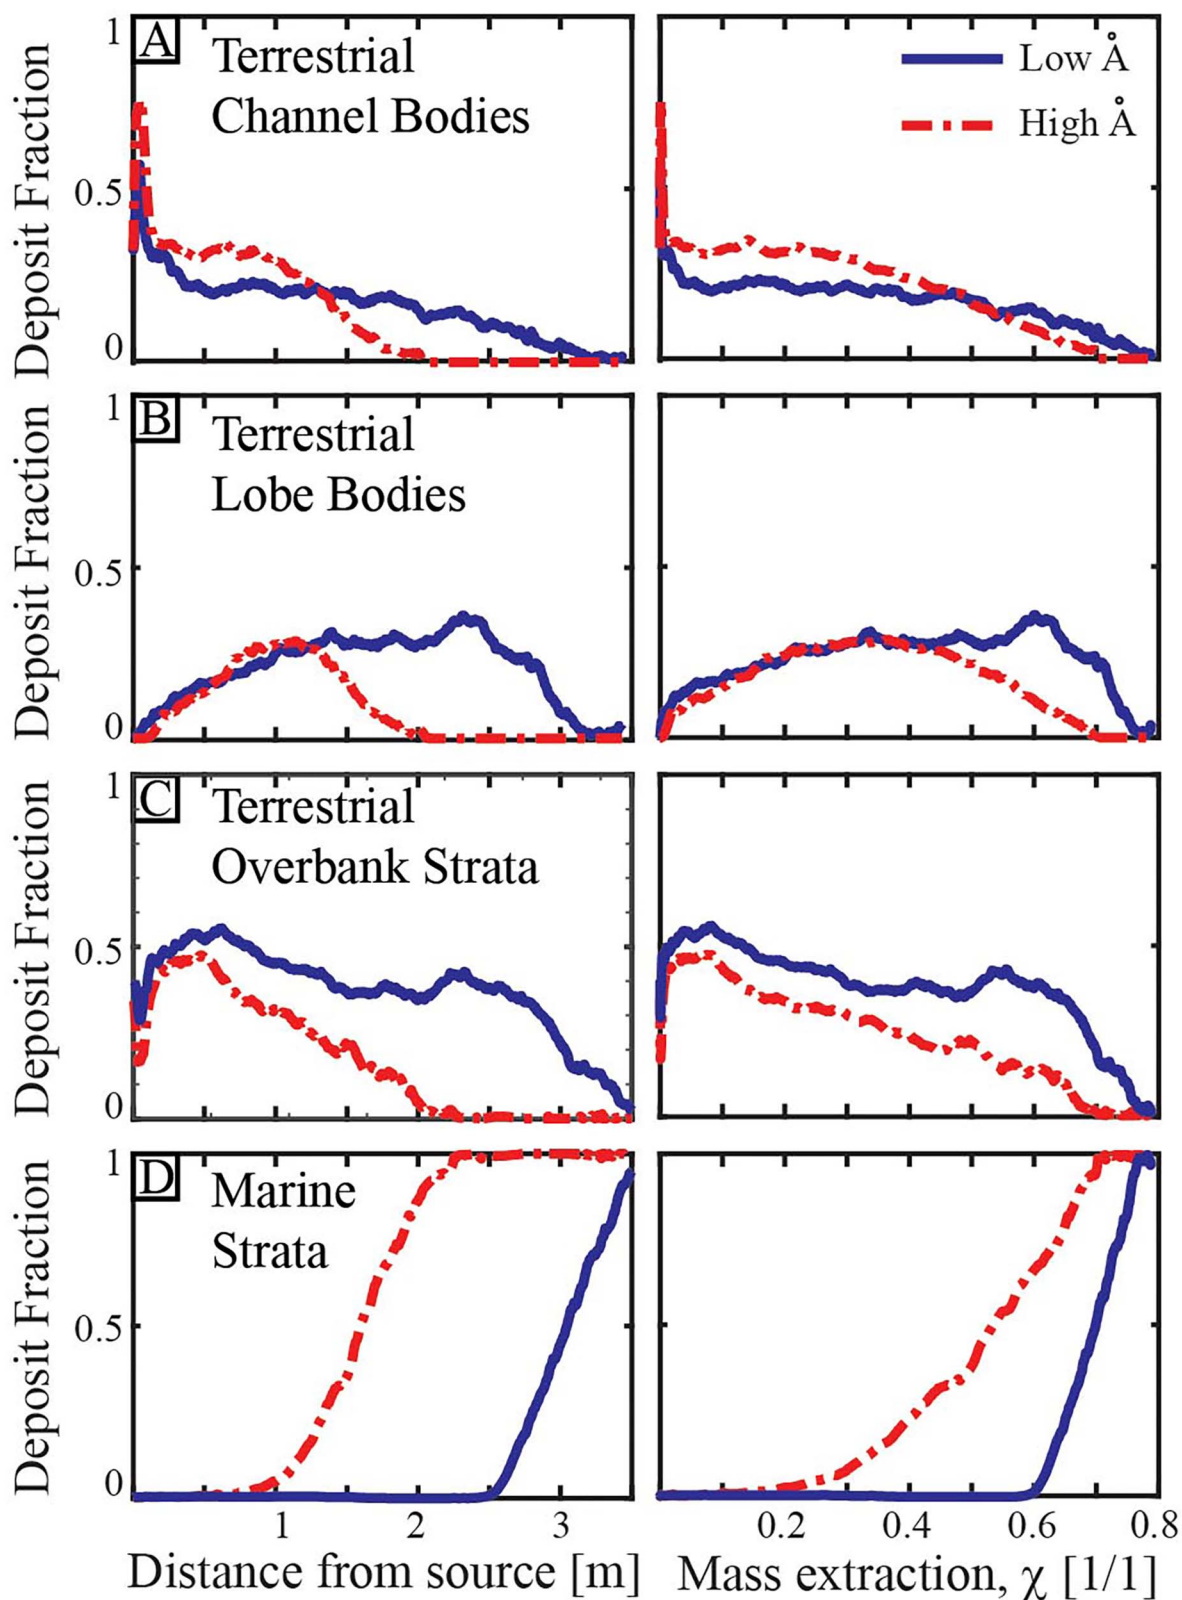 A
Terrestrial
Channel Bodies
Low Å
High Å
1
0.5
0
Deposit Fraction
B
Terrestrial
Lobe Bodies
1
0.5
0
Deposit Fraction
C
Terrestrial
Overbank Strata
1
0.5
0
Deposit Fraction
D
Marine
Strata
1
0.5
0
Deposit Fraction
1 2 3
0.2 0.4 0.6 0.8
Distance from source [m]
Mass extraction, χ [1/1]